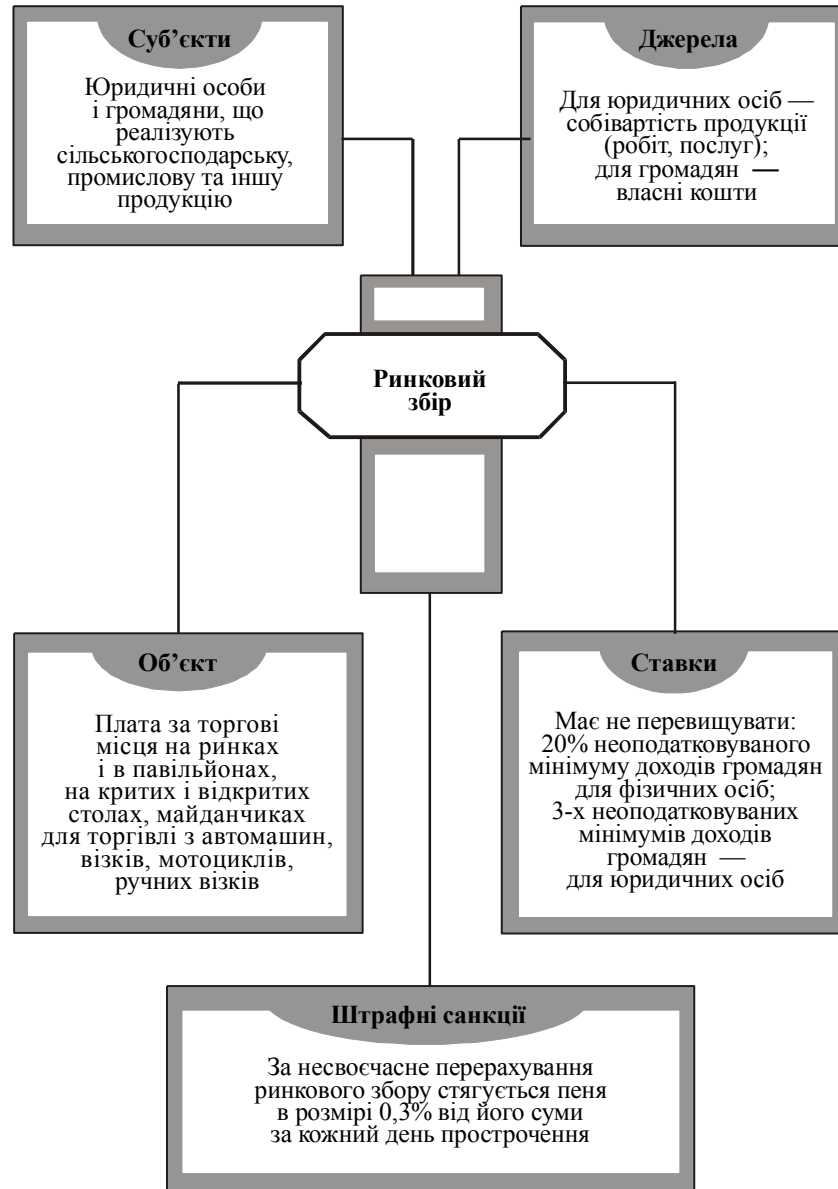 Суб’єкти
Юридичні особи
і громадяни, що
реалізують
сільськогосподарську,
промислову та іншу
продукцію
Джерела
Для юридичних осіб —
собівартість продукції
(робіт, послуг);
для громадян —
власні кошти
Ринковий
збір
Об’єкт
Плата за торгові
місця на ринках
і в павільйонах,
на критих і відкритих
столах, майданчиках
для торгівлі з автомашин,
візків, мотоциклів,
ручних візків
Ставки
Має не перевищувати:
20% неоподатковуваного
мінімуму доходів громадян
для фізичних осіб;
3-х неоподатковуваних
мінімумів доходів
громадян —
для юридичних осіб
Штрафні санкції
За несвоєчасне перерахування
ринкового збору стягується пеня
в розмірі 0,3% від його суми
за кожний день прострочення